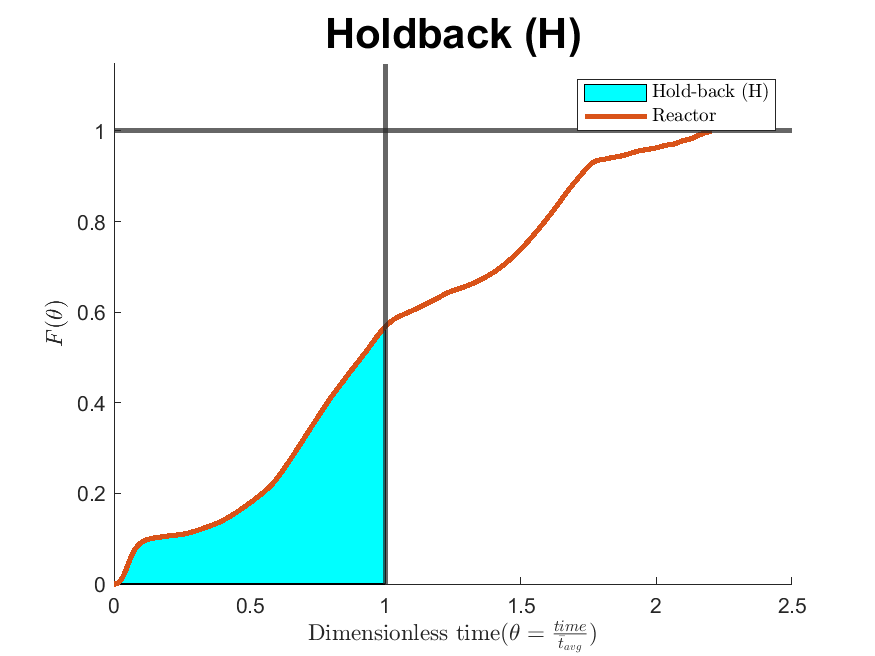 Holdback (H)
Hold-back (H)
Reactor
1
0.8
0.6
0.4
0.2
0
F(θ)
0 0.5 1 1.5 2 2.5
Dimensionless time(θ = time/t̄avg)